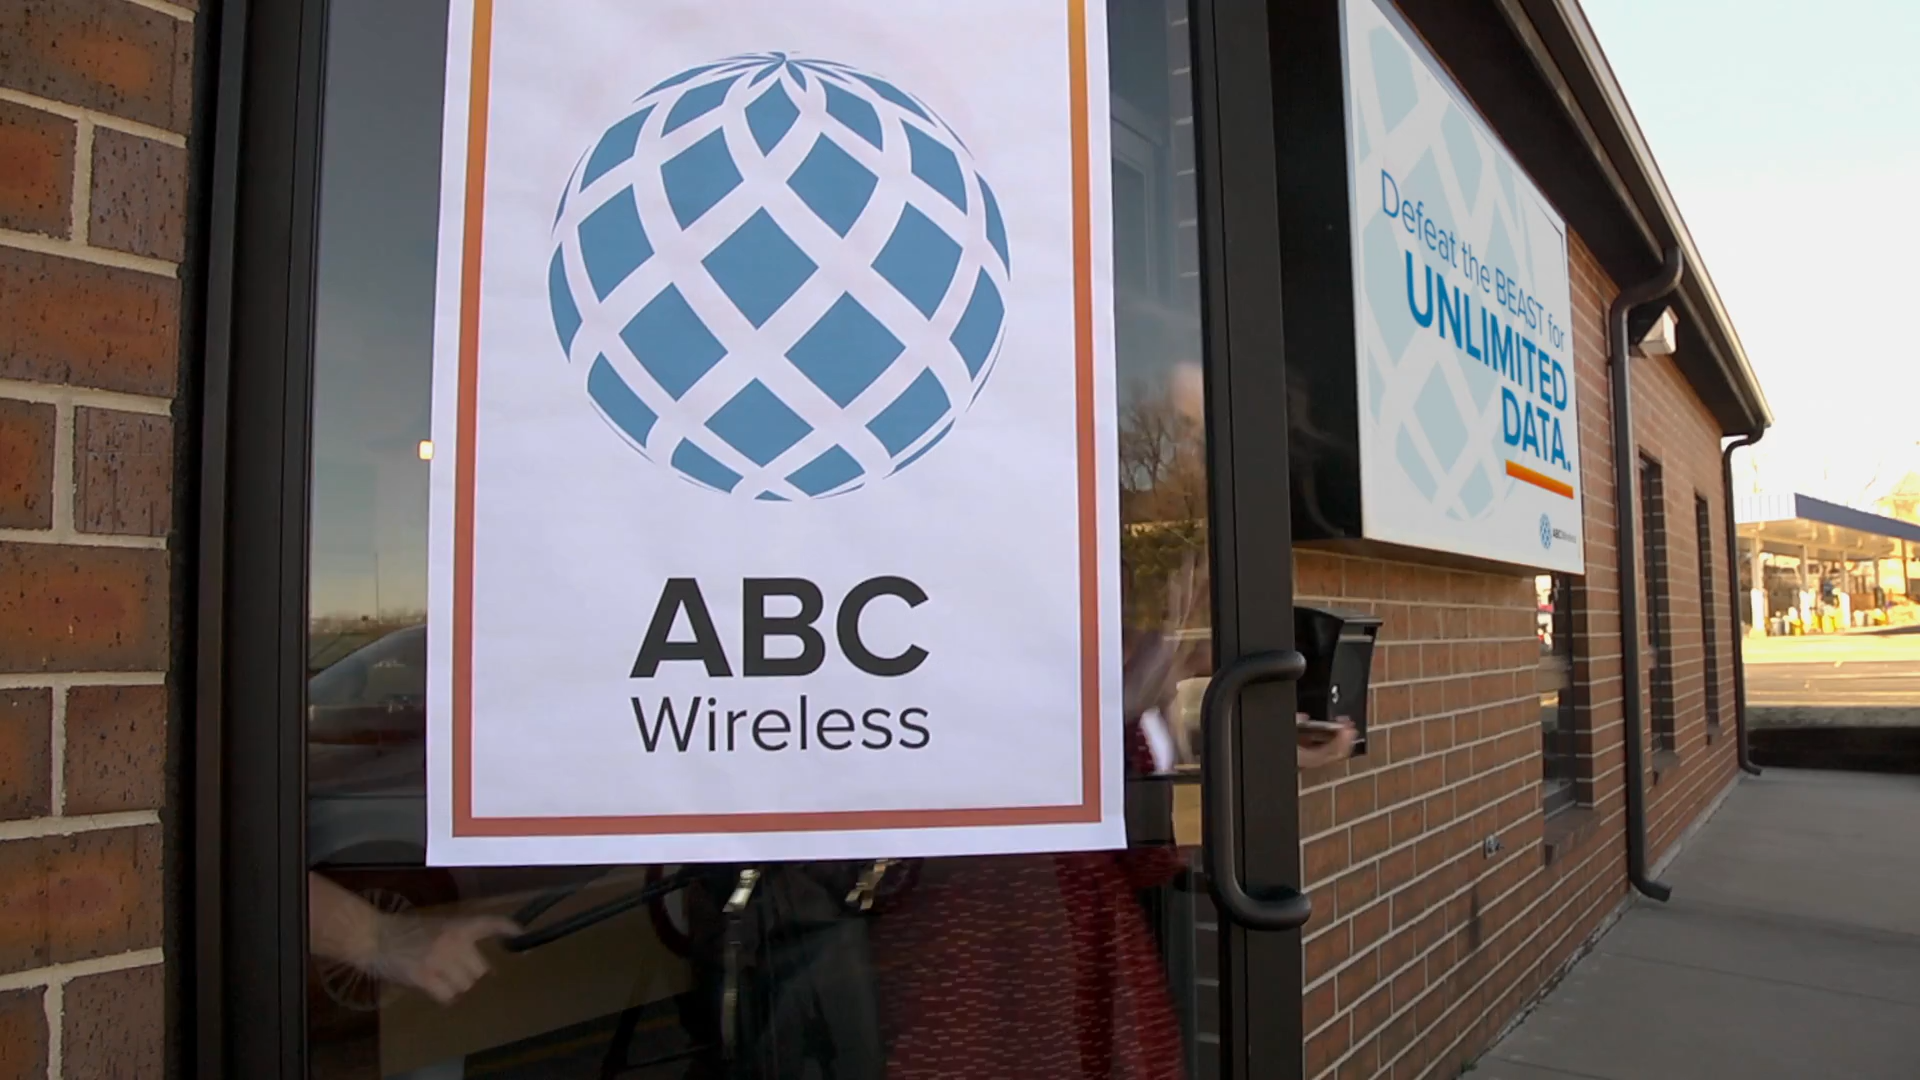 ABC
Wireless
Defeat the BEAST for
UNLIMITED
DATA.